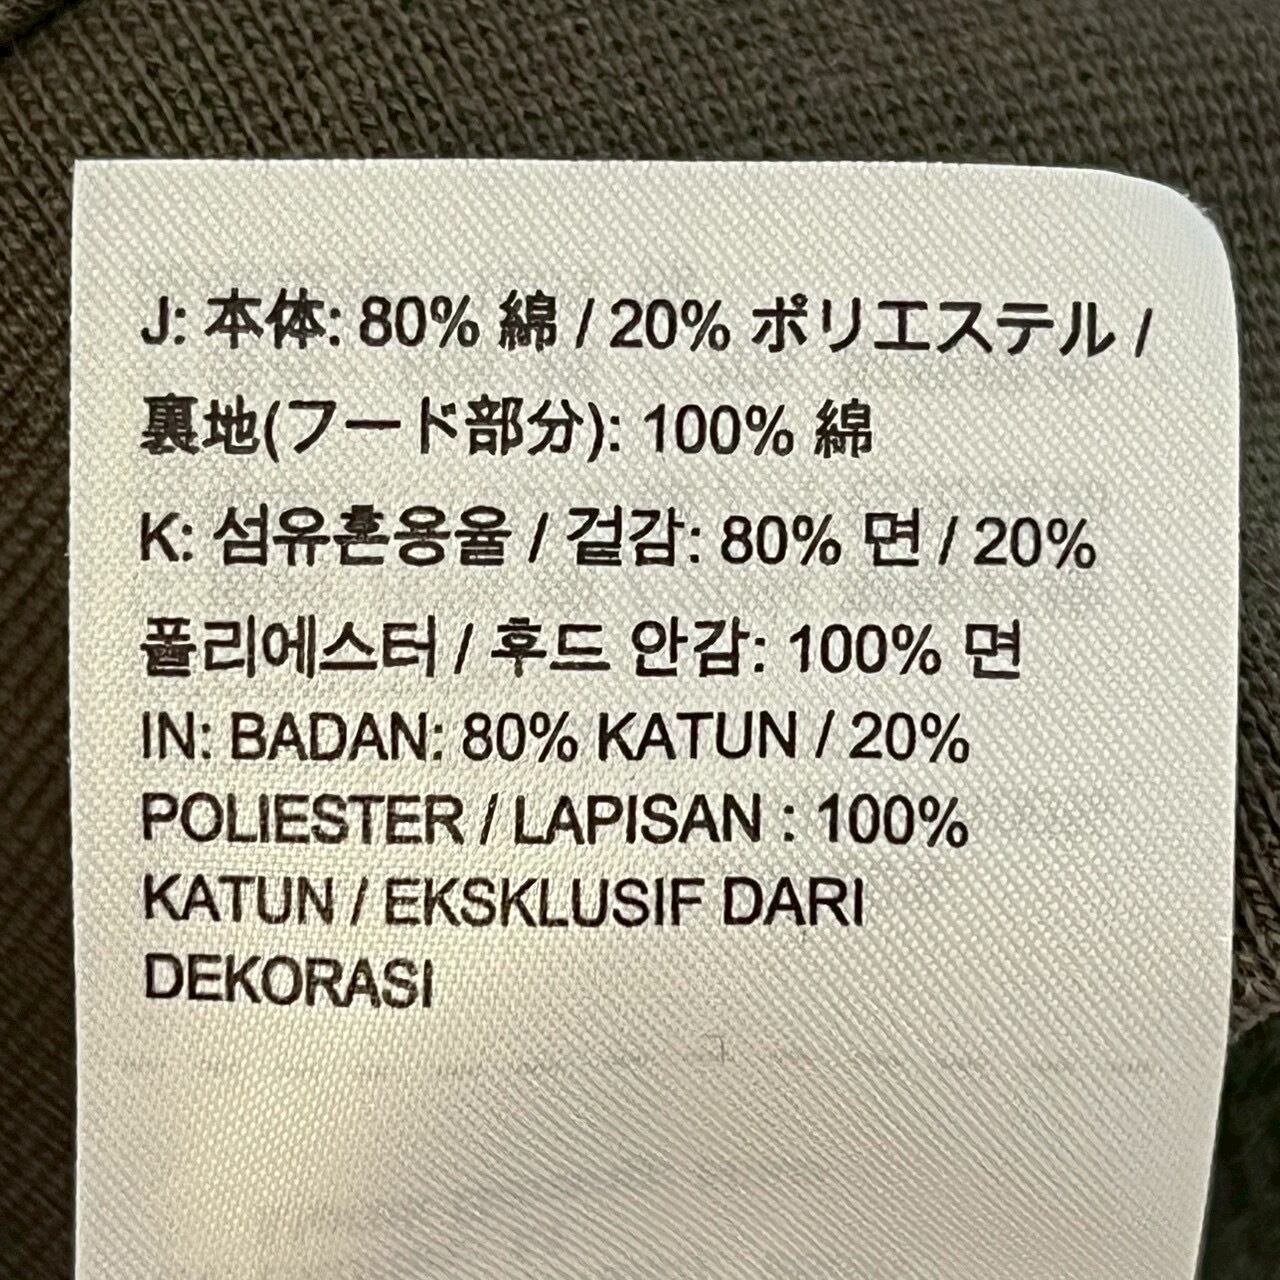 J: 本体: 80% 綿 / 20% ポリエステル /
裏地(フード部分): 100% 綿
K: 섬유혼용율 / 겉감: 80% 면 / 20%
폴리에스터 / 후드 안감: 100% 면
IN: BADAN: 80% KATUN / 20%
POLIESTER / LAPISAN : 100%
KATUN / EKSKLUSIF DARI
DEKORASI